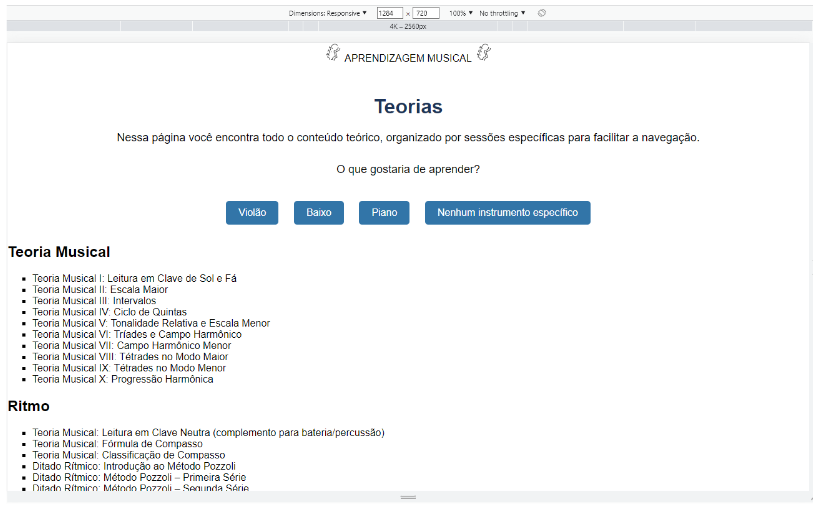 Dimensions: Responsive ▼ 1284 x 720 100% ▼ No throttling ▼
4K – 2560px
APRENDIZAGEM MUSICAL
Teorias
Nessa página você encontra todo o conteúdo teórico, organizado por sessões específicas para facilitar a navegação.
O que gostaria de aprender?
Violão Baixo Piano Nenhum instrumento específico
Teoria Musical
Teoria Musical I: Leitura em Clave de Sol e Fá
Teoria Musical II: Escala Maior
Teoria Musical III: Intervalos
Teoria Musical IV: Ciclo de Quintas
Teoria Musical V: Tonalidade Relativa e Escala Menor
Teoria Musical VI: Tríades e Campo Harmônico
Teoria Musical VII: Campo Harmônico Menor
Teoria Musical VIII: Tétrades no Modo Maior
Teoria Musical IX: Tétrades no Modo Menor
Teoria Musical X: Progressão Harmônica
Ritmo
Teoria Musical: Leitura em Clave Neutra (complemento para bateria/percussão)
Teoria Musical: Fórmula de Compasso
Teoria Musical: Classificação de Compasso
Ditado Rítmico: Introdução ao Método Pozzoli
Ditado Rítmico: Método Pozzoli – Primeira Série
Ditado Rítmico: Método Pozzoli – Segunda Série